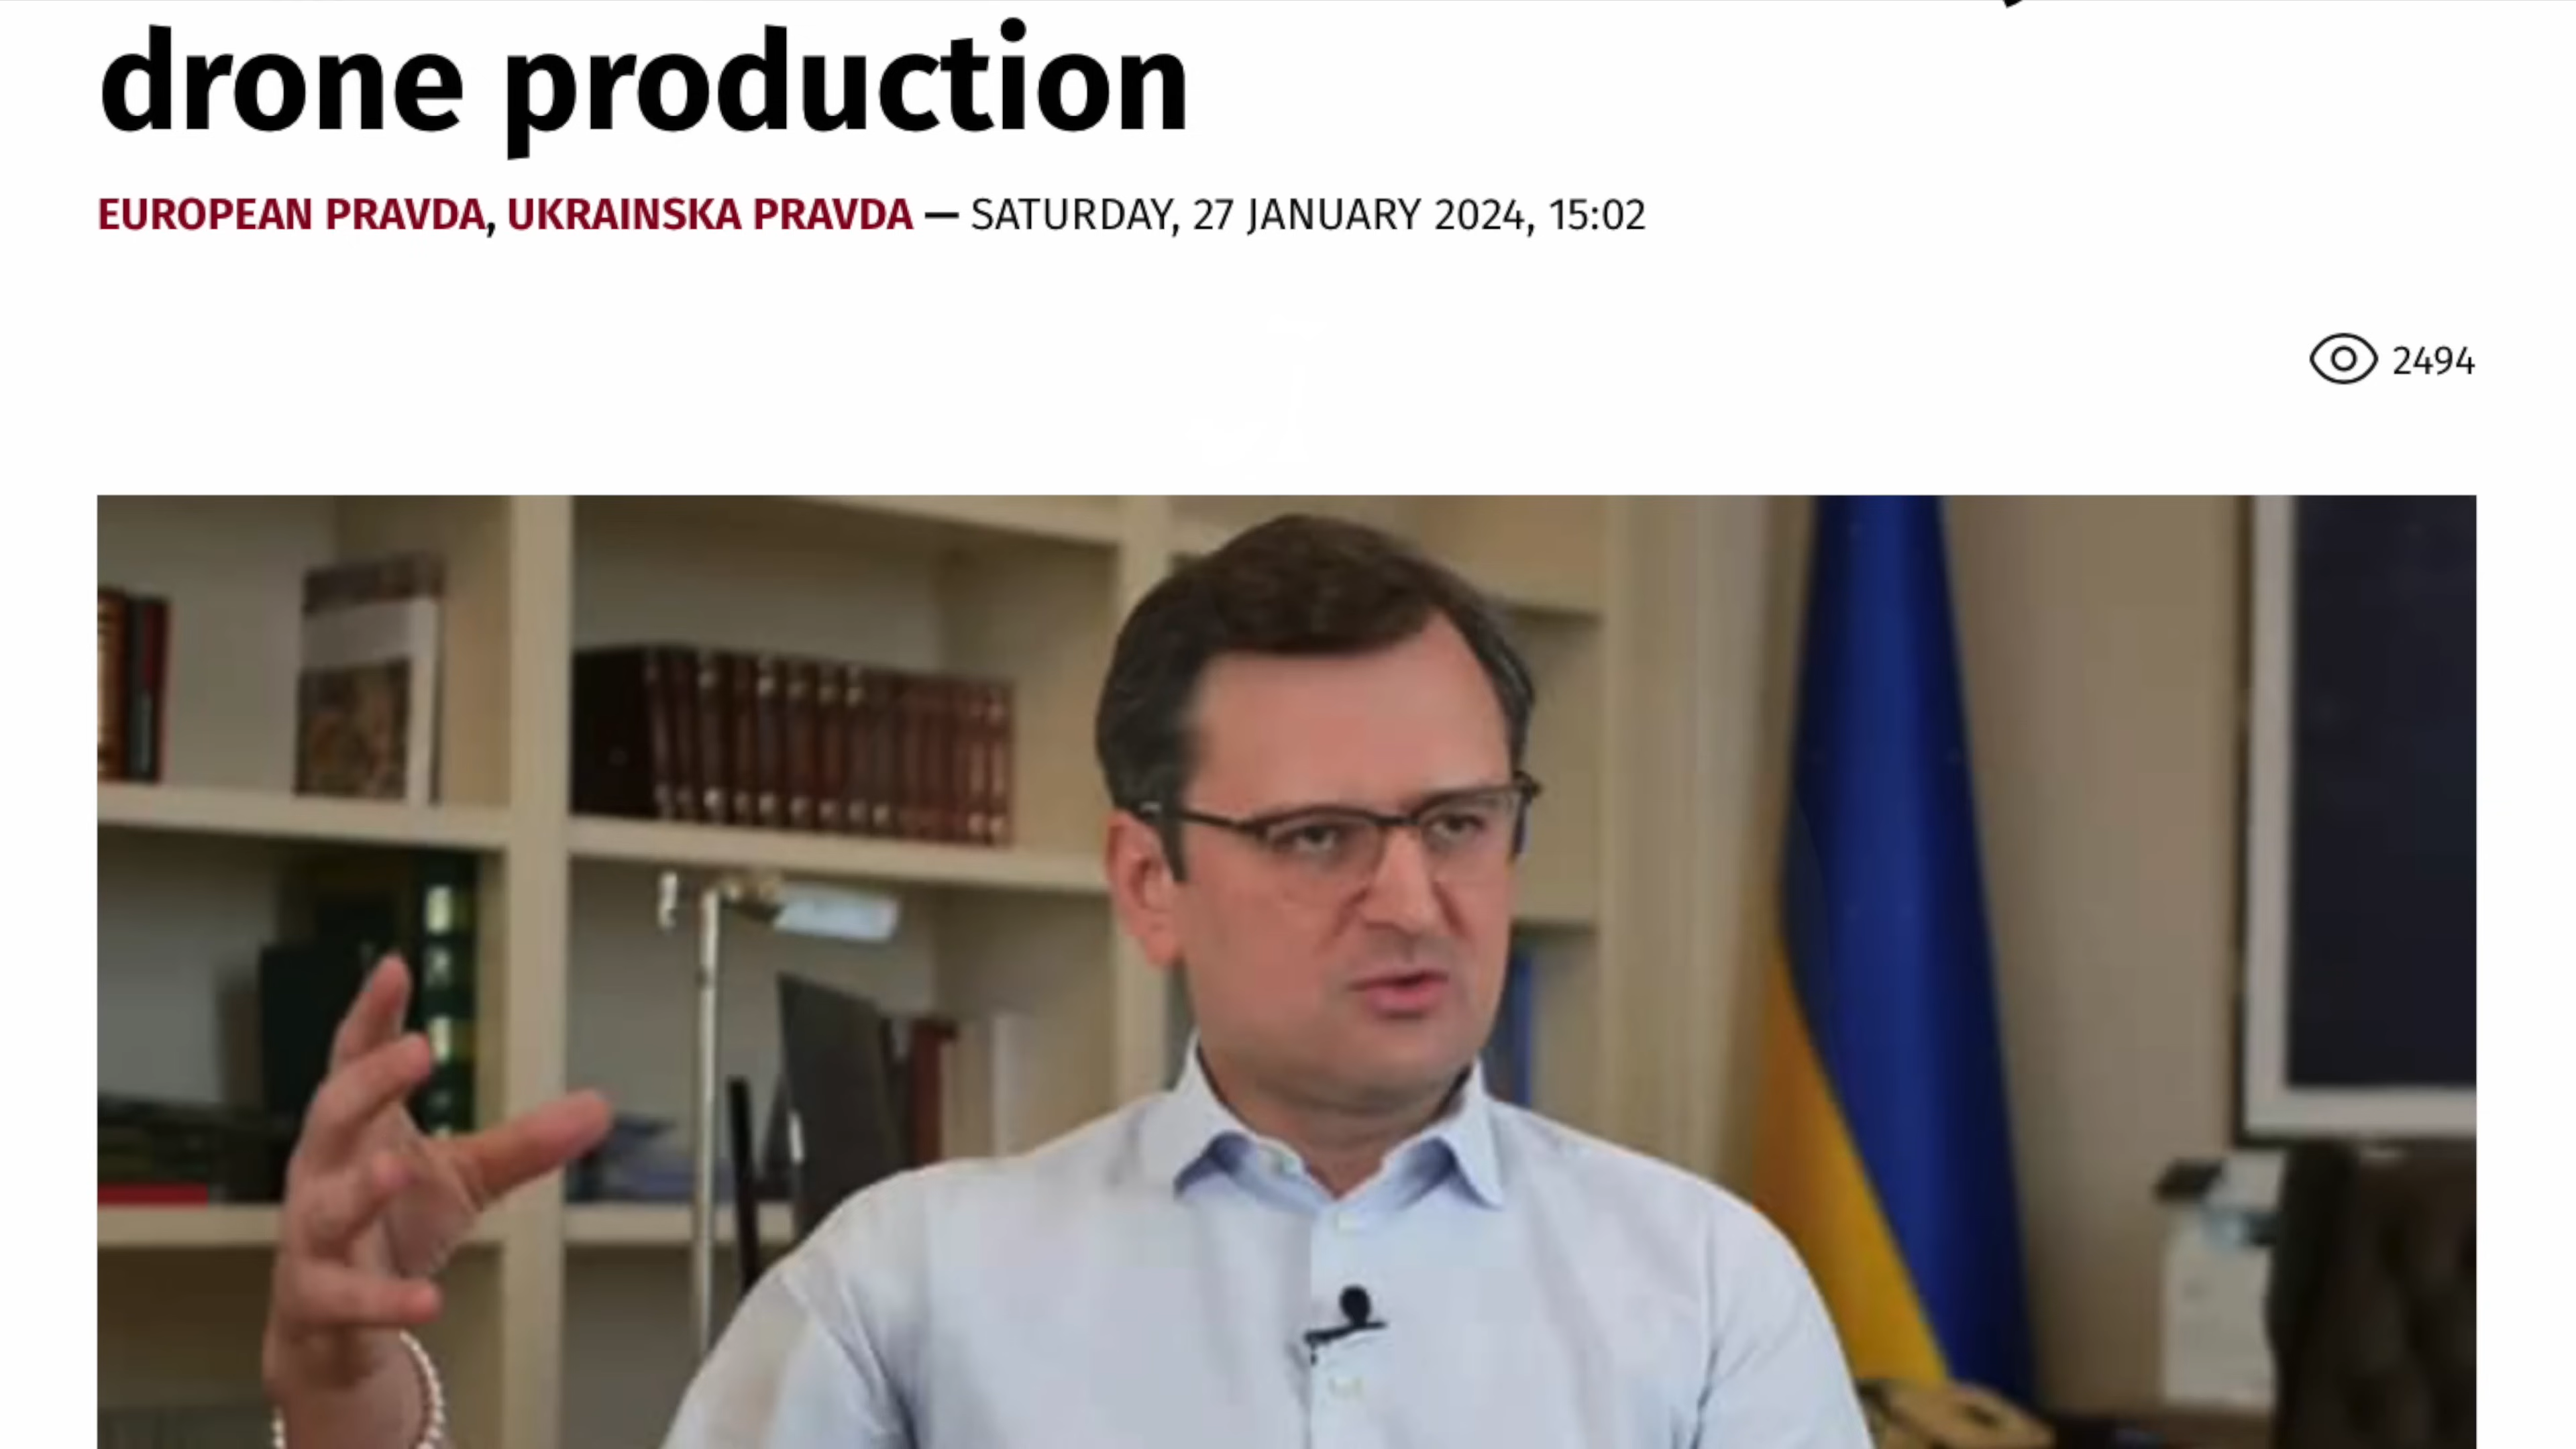 drone production
EUROPEAN PRAVDA, UKRAINSKA PRAVDA — SATURDAY, 27 JANUARY 2024, 15:02
2494